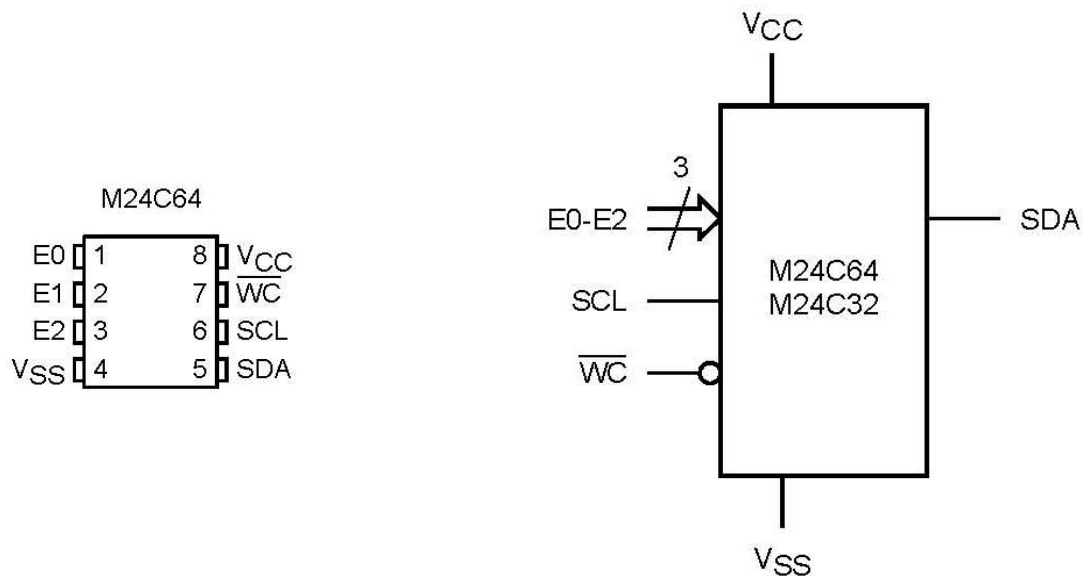 M24C64
E0 1 8 VCC
E1 2 7 WC
E2 3 6 SCL
VSS 4 5 SDA
VCC
3
E0-E2
SDA
M24C64
M24C32
SCL
WC
VSS